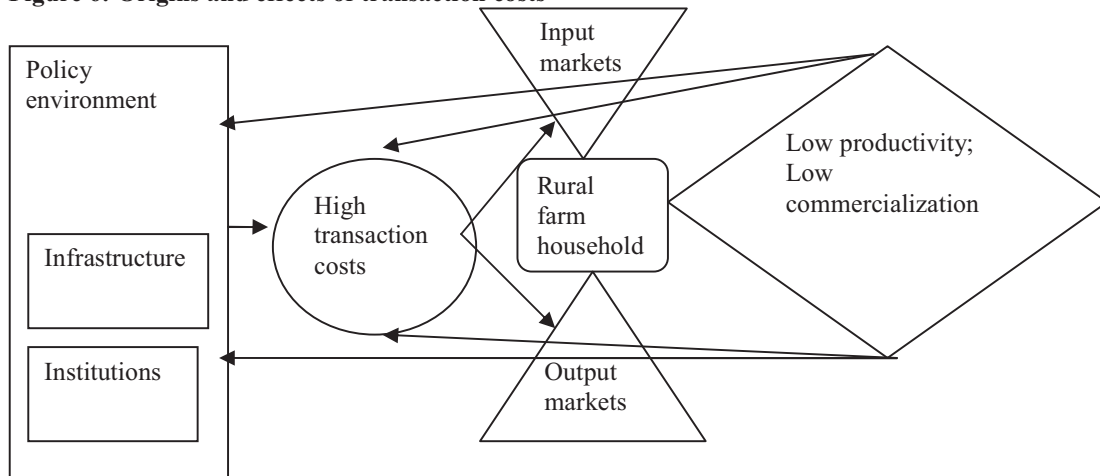 Figure 6: Origins and effects of transaction costs
Input
markets
Policy
environment
Low productivity;
Low
commercialization
High
transaction
costs
Rural
farm
household
Infrastructure
Institutions
Output
markets